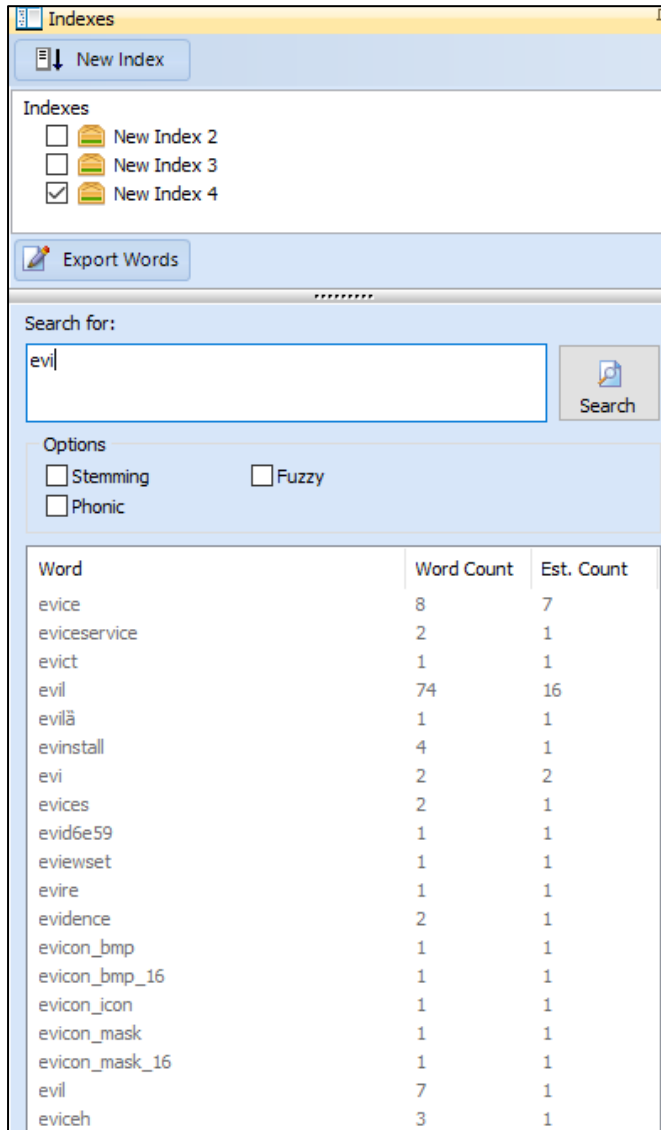 Indexes
New Index
Indexes
New Index 2
New Index 3
New Index 4
Export Words
Search for:
evi
Search
Options
Stemming Fuzzy
Phonic
Word Word Count Est. Count
evice 8 7
eviceservice 2 1
evict 1 1
evil 74 16
evilã 1 1
evinstall 4 1
evi 2 2
evices 2 1
evid6e59 1 1
eviewset 1 1
evire 1 1
evidence 2 1
evicon_bmp 1 1
evicon_bmp_16 1 1
evicon_icon 1 1
evicon_mask 1 1
evicon_mask_16 1 1
evil 7 1
eviceh 3 1